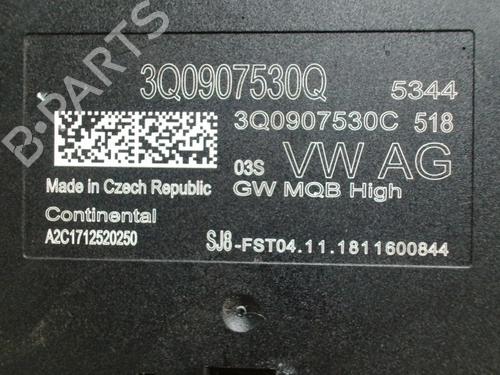 B-PARTS
3Q0907530Q 5344
3Q0907530C 518
03S VW AG
Made in Czech Republic GW MQB High
Continental
A2C1712520250 SJ8-FST04.11.1811600844